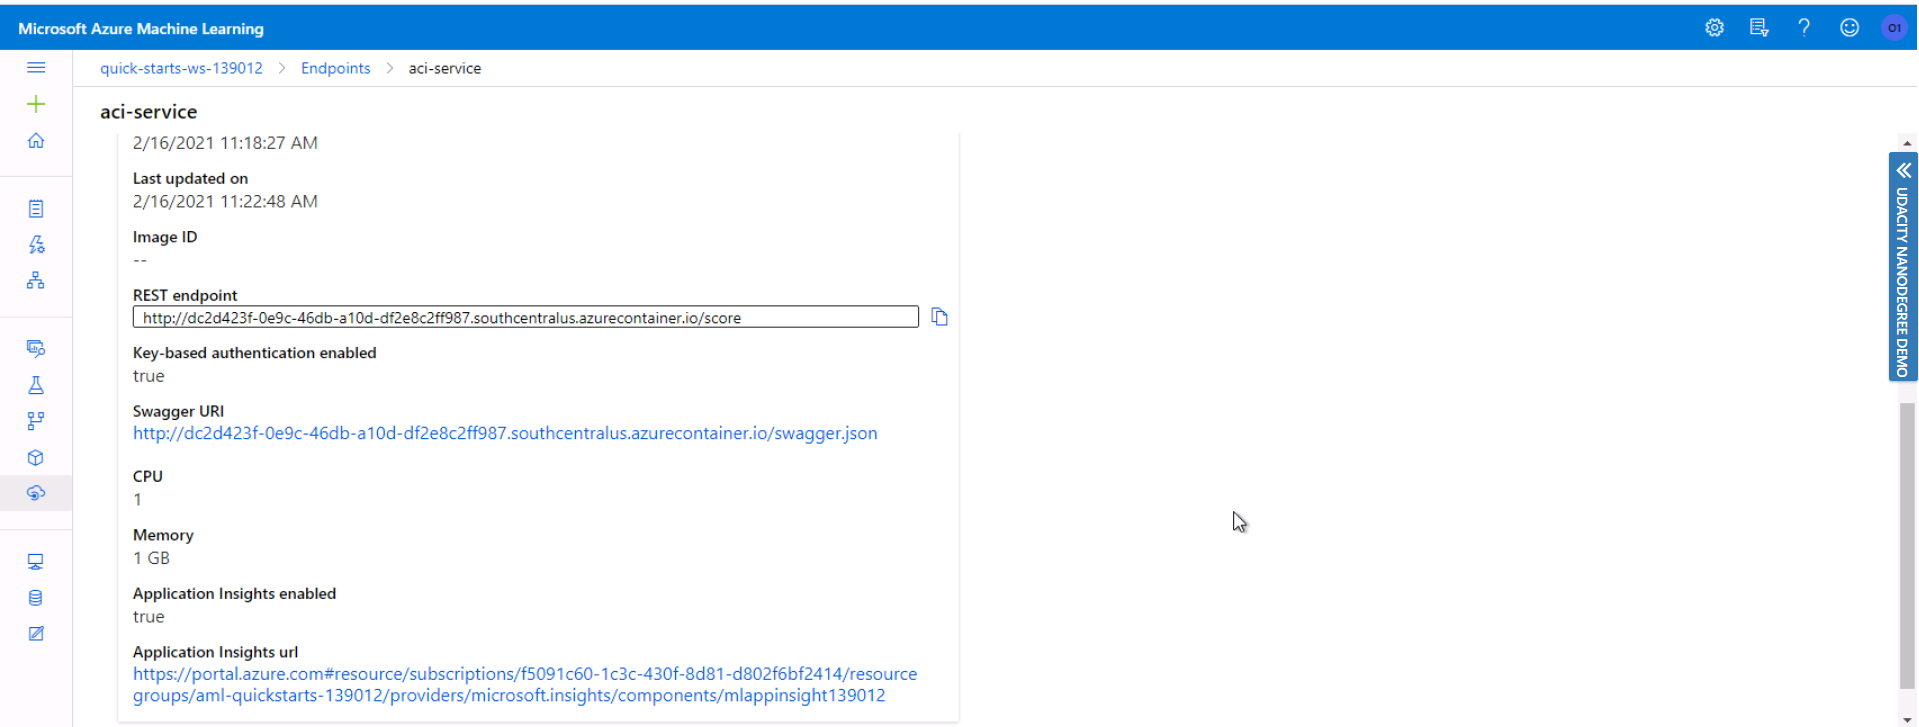 Microsoft Azure Machine Learning
O1
quick-starts-ws-139012 > Endpoints > aci-service
aci-service
2/16/2021 11:18:27 AM
Last updated on
2/16/2021 11:22:48 AM
Image ID
--
REST endpoint
http://dc2d423f-0e9c-46db-a10d-df2e8c2ff987.southcentralus.azurecontainer.io/score
Key-based authentication enabled
true
Swagger URI
http://dc2d423f-0e9c-46db-a10d-df2e8c2ff987.southcentralus.azurecontainer.io/swagger.json
CPU
1
Memory
1 GB
Application Insights enabled
true
Application Insights url
https://portal.azure.com#resource/subscriptions/f5091c60-1c3c-430f-8d81-d802f6bf2414/resource
groups/aml-quickstarts-139012/providers/microsoft.insights/components/mlappinsight139012
UDACITY NANODEGREE DEMO